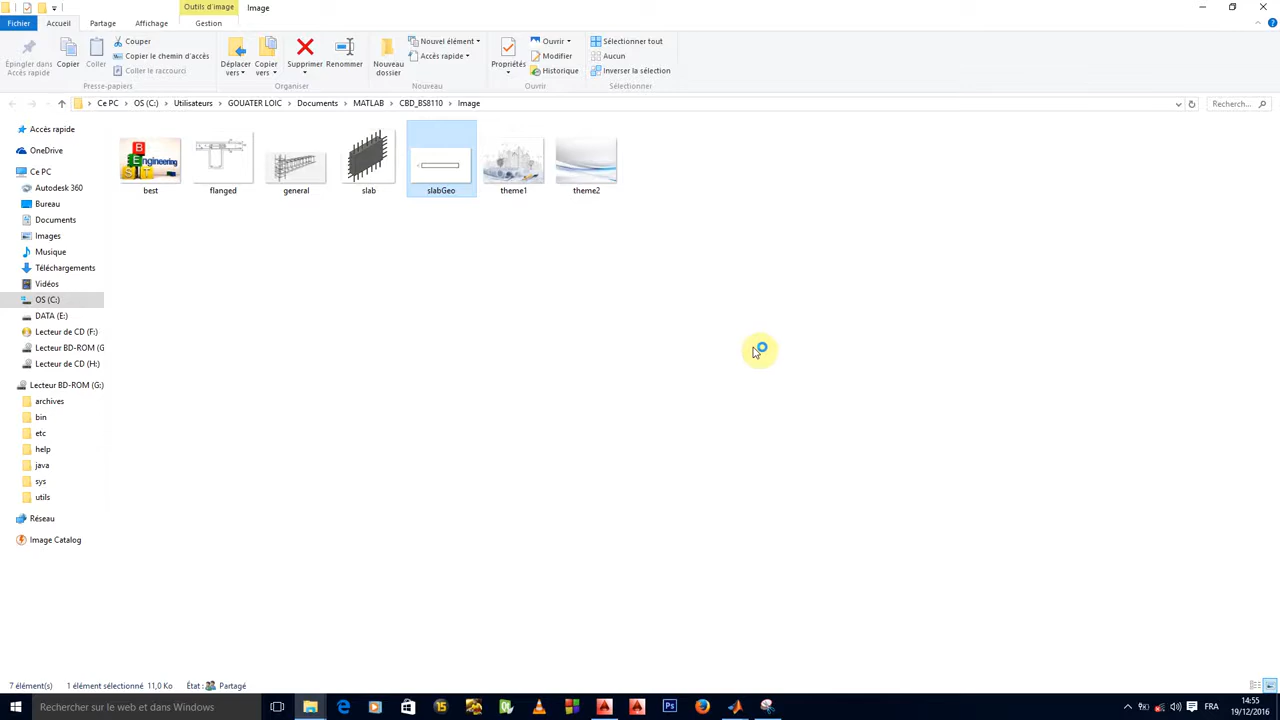 Outils d'image
Image
Fichier
Accueil
Partage
Affichage
Gestion
Épingler dans Accès rapide
Copier
Coller
Couper
Copier le chemin d'accès
Coller le raccourci
Presse-papiers
Déplacer vers
Copier vers
Supprimer
Renommer
Organiser
Nouveau dossier
Nouvel élément
Accès rapide
Nouveau
Propriétés
Ouvrir
Modifier
Historique
Ouvrir
Sélectionner tout
Aucun
Inverser la sélection
Sélectionner
Ce PC
OS (C:)
Utilisateurs
GOUATER LOIC
Documents
MATLAB
CBD_BS8110
Image
Recherc...
Accès rapide
OneDrive
Ce PC
Autodesk 360
Bureau
Documents
Images
Musique
Téléchargements
Vidéos
OS (C:)
DATA (E:)
Lecteur de CD (F:)
Lecteur BD-ROM (G
Lecteur de CD (H:)
Lecteur BD-ROM (G:)
archives
bin
etc
help
java
sys
utils
Réseau
Image Catalog
B
E ngineering
S I T
best
flanged
general
slab
slabGeo
theme1
theme2
7 élément(s)
1 élément sélectionné 11,0 Ko
État : Partagé
Rechercher sur le web et dans Windows
15
Ps
FRA
14:55
19/12/2016